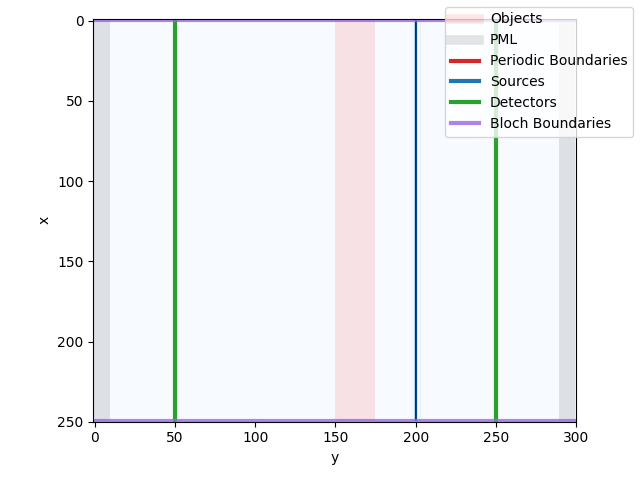 Objects
PML
Periodic Boundaries
Sources
Detectors
Bloch Boundaries
0
50
100
150
200
250
x
0
50
100
150
200
250
300
y